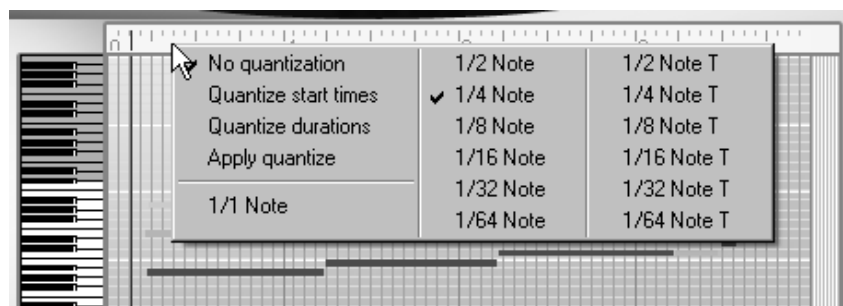 No quantization
Quantize start times
Quantize durations
Apply quantize
1/1 Note
1/2 Note
1/4 Note
1/8 Note
1/16 Note
1/32 Note
1/64 Note
1/2 Note T
1/4 Note T
1/8 Note T
1/16 Note T
1/32 Note T
1/64 Note T